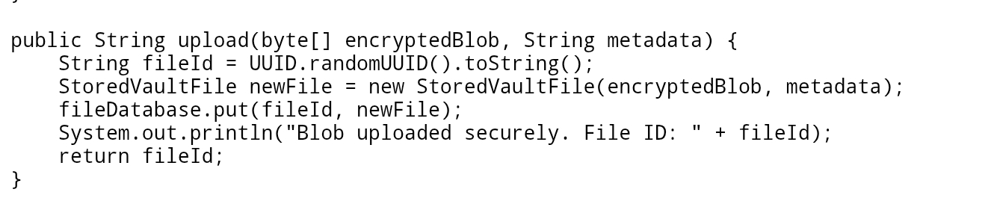 public String upload(byte[] encryptedBlob, String metadata) {
    String fileId = UUID.randomUUID().toString();
    StoredVaultFile newFile = new StoredVaultFile(encryptedBlob, metadata);
    fileDatabase.put(fileId, newFile);
    System.out.println("Blob uploaded securely. File ID: " + fileId);
    return fileId;
}